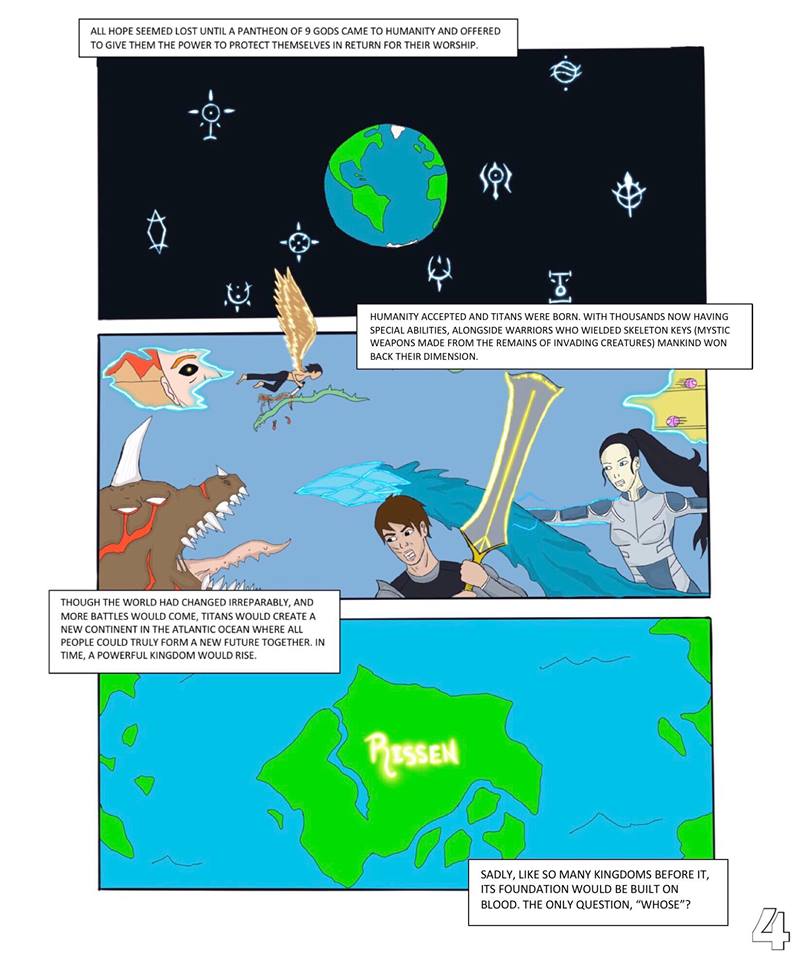 ALL HOPE SEEMED LOST UNTIL A PANTHEON OF 9 GODS CAME TO HUMANITY AND OFFERED
TO GIVE THEM THE POWER TO PROTECT THEMSELVES IN RETURN FOR THEIR WORSHIP.
HUMANITY ACCEPTED AND TITANS WERE BORN. WITH THOUSANDS NOW HAVING
SPECIAL ABILITIES, ALONGSIDE WARRIORS WHO WIELDED SKELETON KEYS (MYSTIC
WEAPONS MADE FROM THE REMAINS OF INVADING CREATURES) MANKIND WON
BACK THEIR DIMENSION.
THOUGH THE WORLD HAD CHANGED IRREPARABLY, AND
MORE BATTLES WOULD COME, TITANS WOULD CREATE A
NEW CONTINENT IN THE ATLANTIC OCEAN WHERE ALL
PEOPLE COULD TRULY FORM A NEW FUTURE TOGETHER. IN
TIME, A POWERFUL KINGDOM WOULD RISE.
RISSEN
SADLY, LIKE SO MANY KINGDOMS BEFORE IT,
ITS FOUNDATION WOULD BE BUILT ON
BLOOD. THE ONLY QUESTION, “WHOSE”?
4